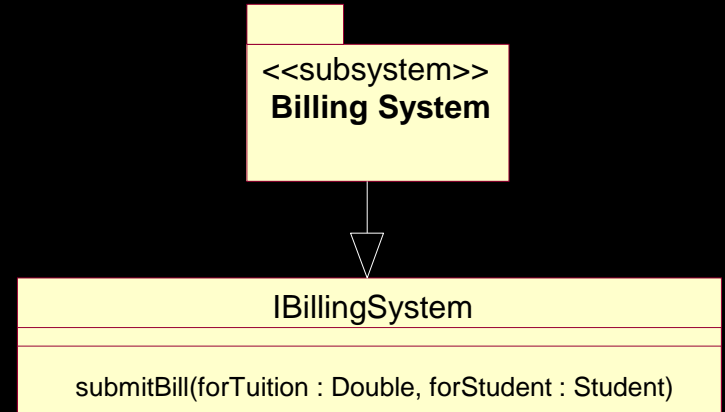 <<subsystem>>
Billing System
IBillingSystem
submitBill(forTuition : Double, forStudent : Student)